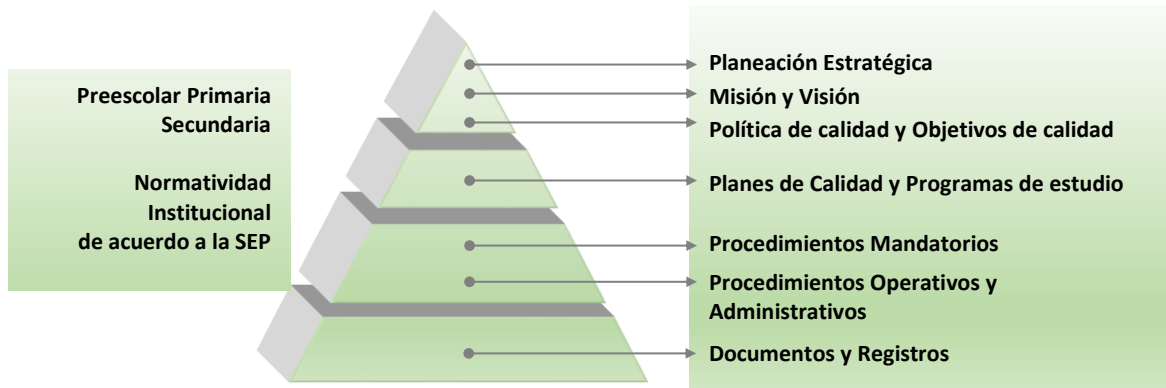 Preescolar Primaria
Secundaria
Normatividad
Institucional
de acuerdo a la SEP
Planeación Estratégica
Misión y Visión
Política de calidad y Objetivos de calidad
Planes de Calidad y Programas de estudio
Procedimientos Mandatorios
Procedimientos Operativos y
Administrativos
Documentos y Registros